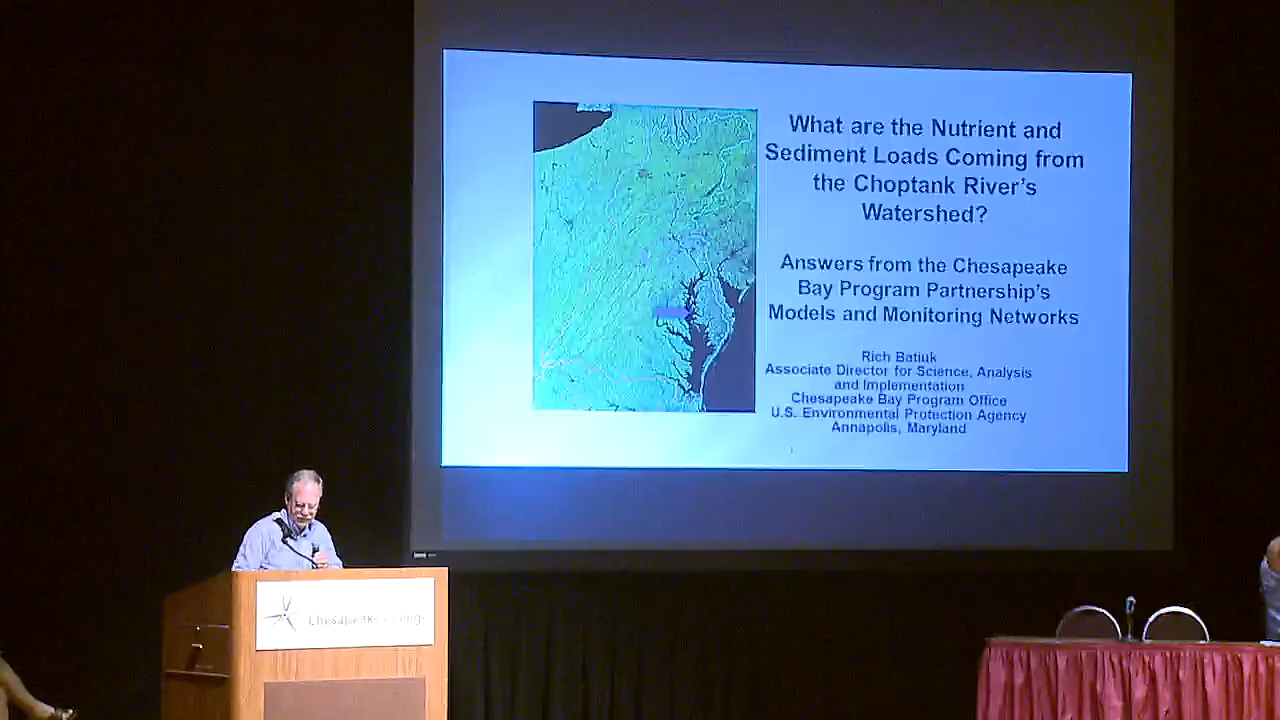 What are the Nutrient and
Sediment Loads Coming from
the Choptank River's
Watershed?
Answers from the Chesapeake
Bay Program Partnership's
Models and Monitoring Networks
Rich Batiuk
Associate Director for Science, Analysis
and Implementation
Chesapeake Bay Program Office
U.S. Environmental Protection Agency
Annapolis, Maryland
Chesapeake